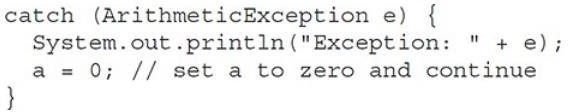 catch (ArithmeticException e) {
  System.out.println("Exception: " + e);
  a = 0; // set a to zero and continue
}